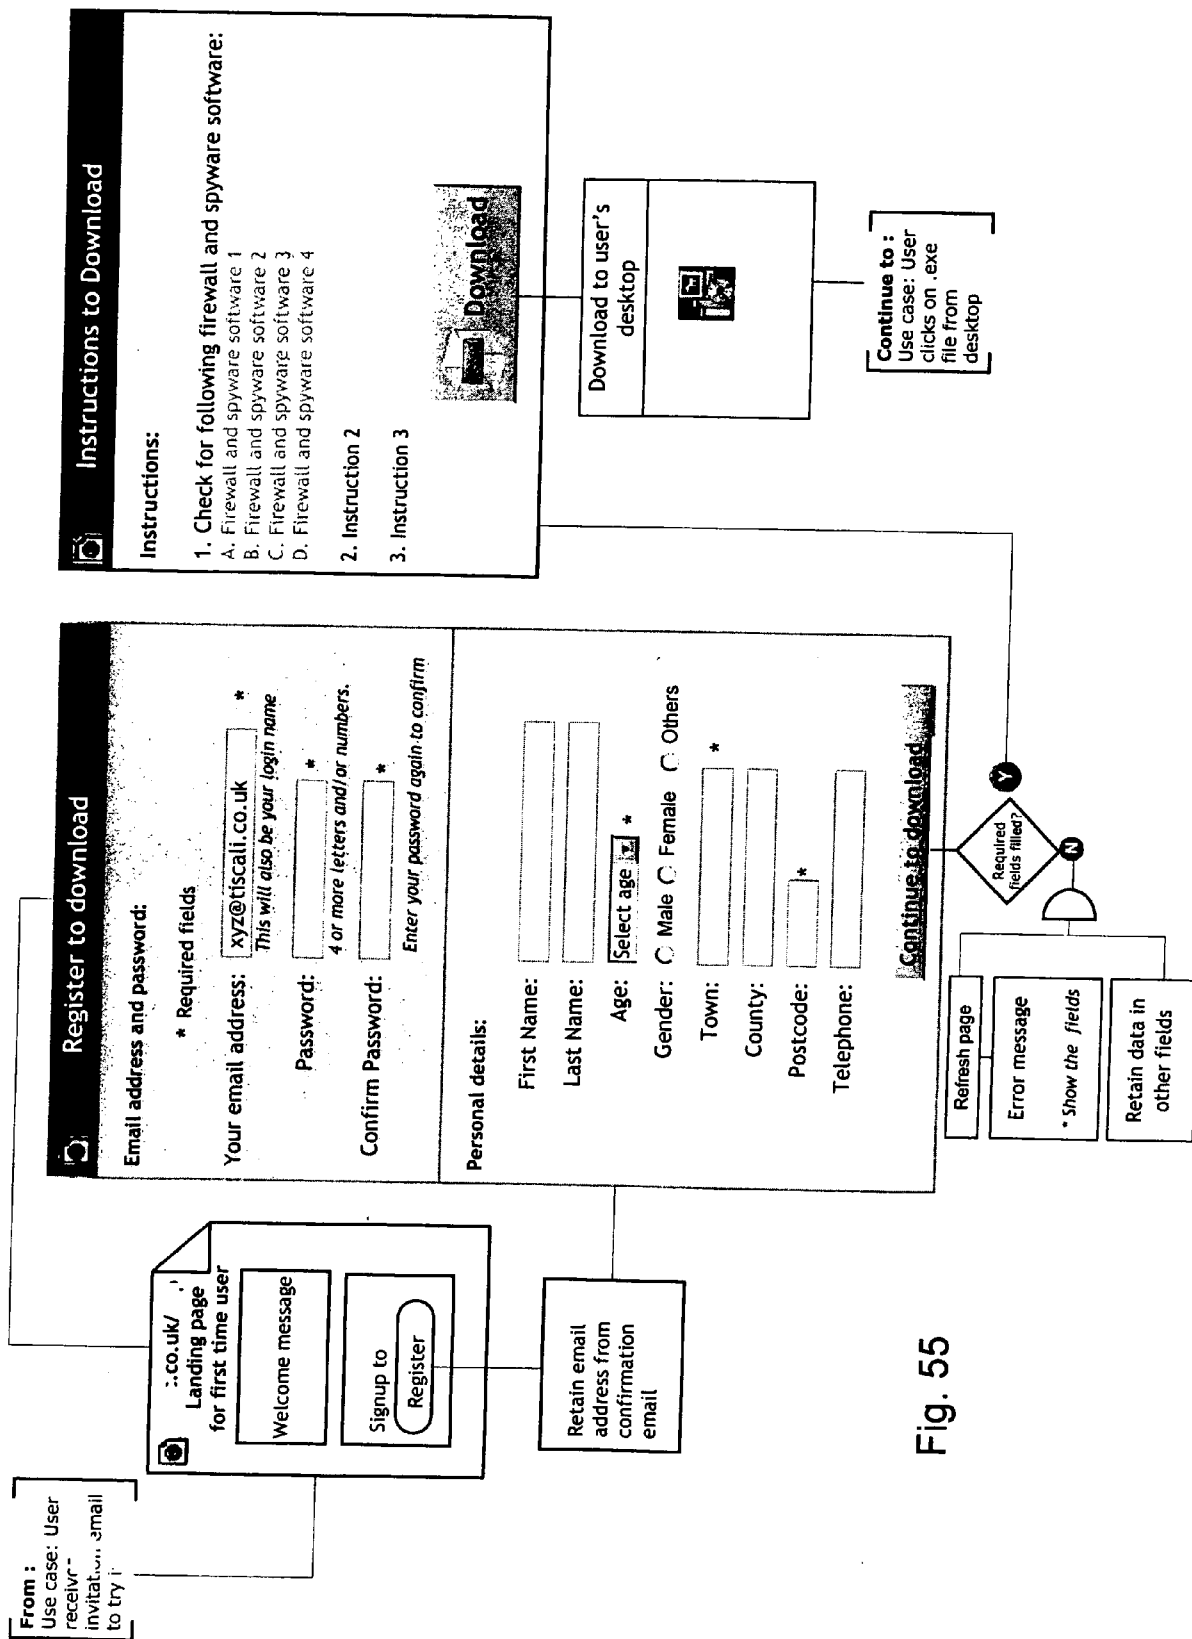 From :
Use case: User
invitation email
to try
:.co.uk/
Landing page
for first time user
Welcome message
Signup to
Register
Retain email
address from
confirmation
email
Register to download
Email address and password:
* Required fields
Your email address: xyz@tiscali.co.uk *
This will also be your login name
Password: *
4 or more letters and/or numbers.
Confirm Password: *
Enter your password again to confirm
Personal details:
First Name:
Last Name:
Age: Select age *
Gender: Male Female Others
Town: *
County:
Postcode: *
Telephone:
Continue to download
Required
fields filled?
Y
N
Refresh page
Error message
* Show the fields
Retain data in
other fields
Instructions to Download
Instructions:
1. Check for following firewall and spyware software:
A. Firewall and spyware software 1
B. Firewall and spyware software 2
C. Firewall and spyware software 3
D. Firewall and spyware software 4
2. Instruction 2
3. Instruction 3
Download
Download to user's
desktop
Continue to :
Use case: User
clicks on .exe
file from
desktop
Fig. 55